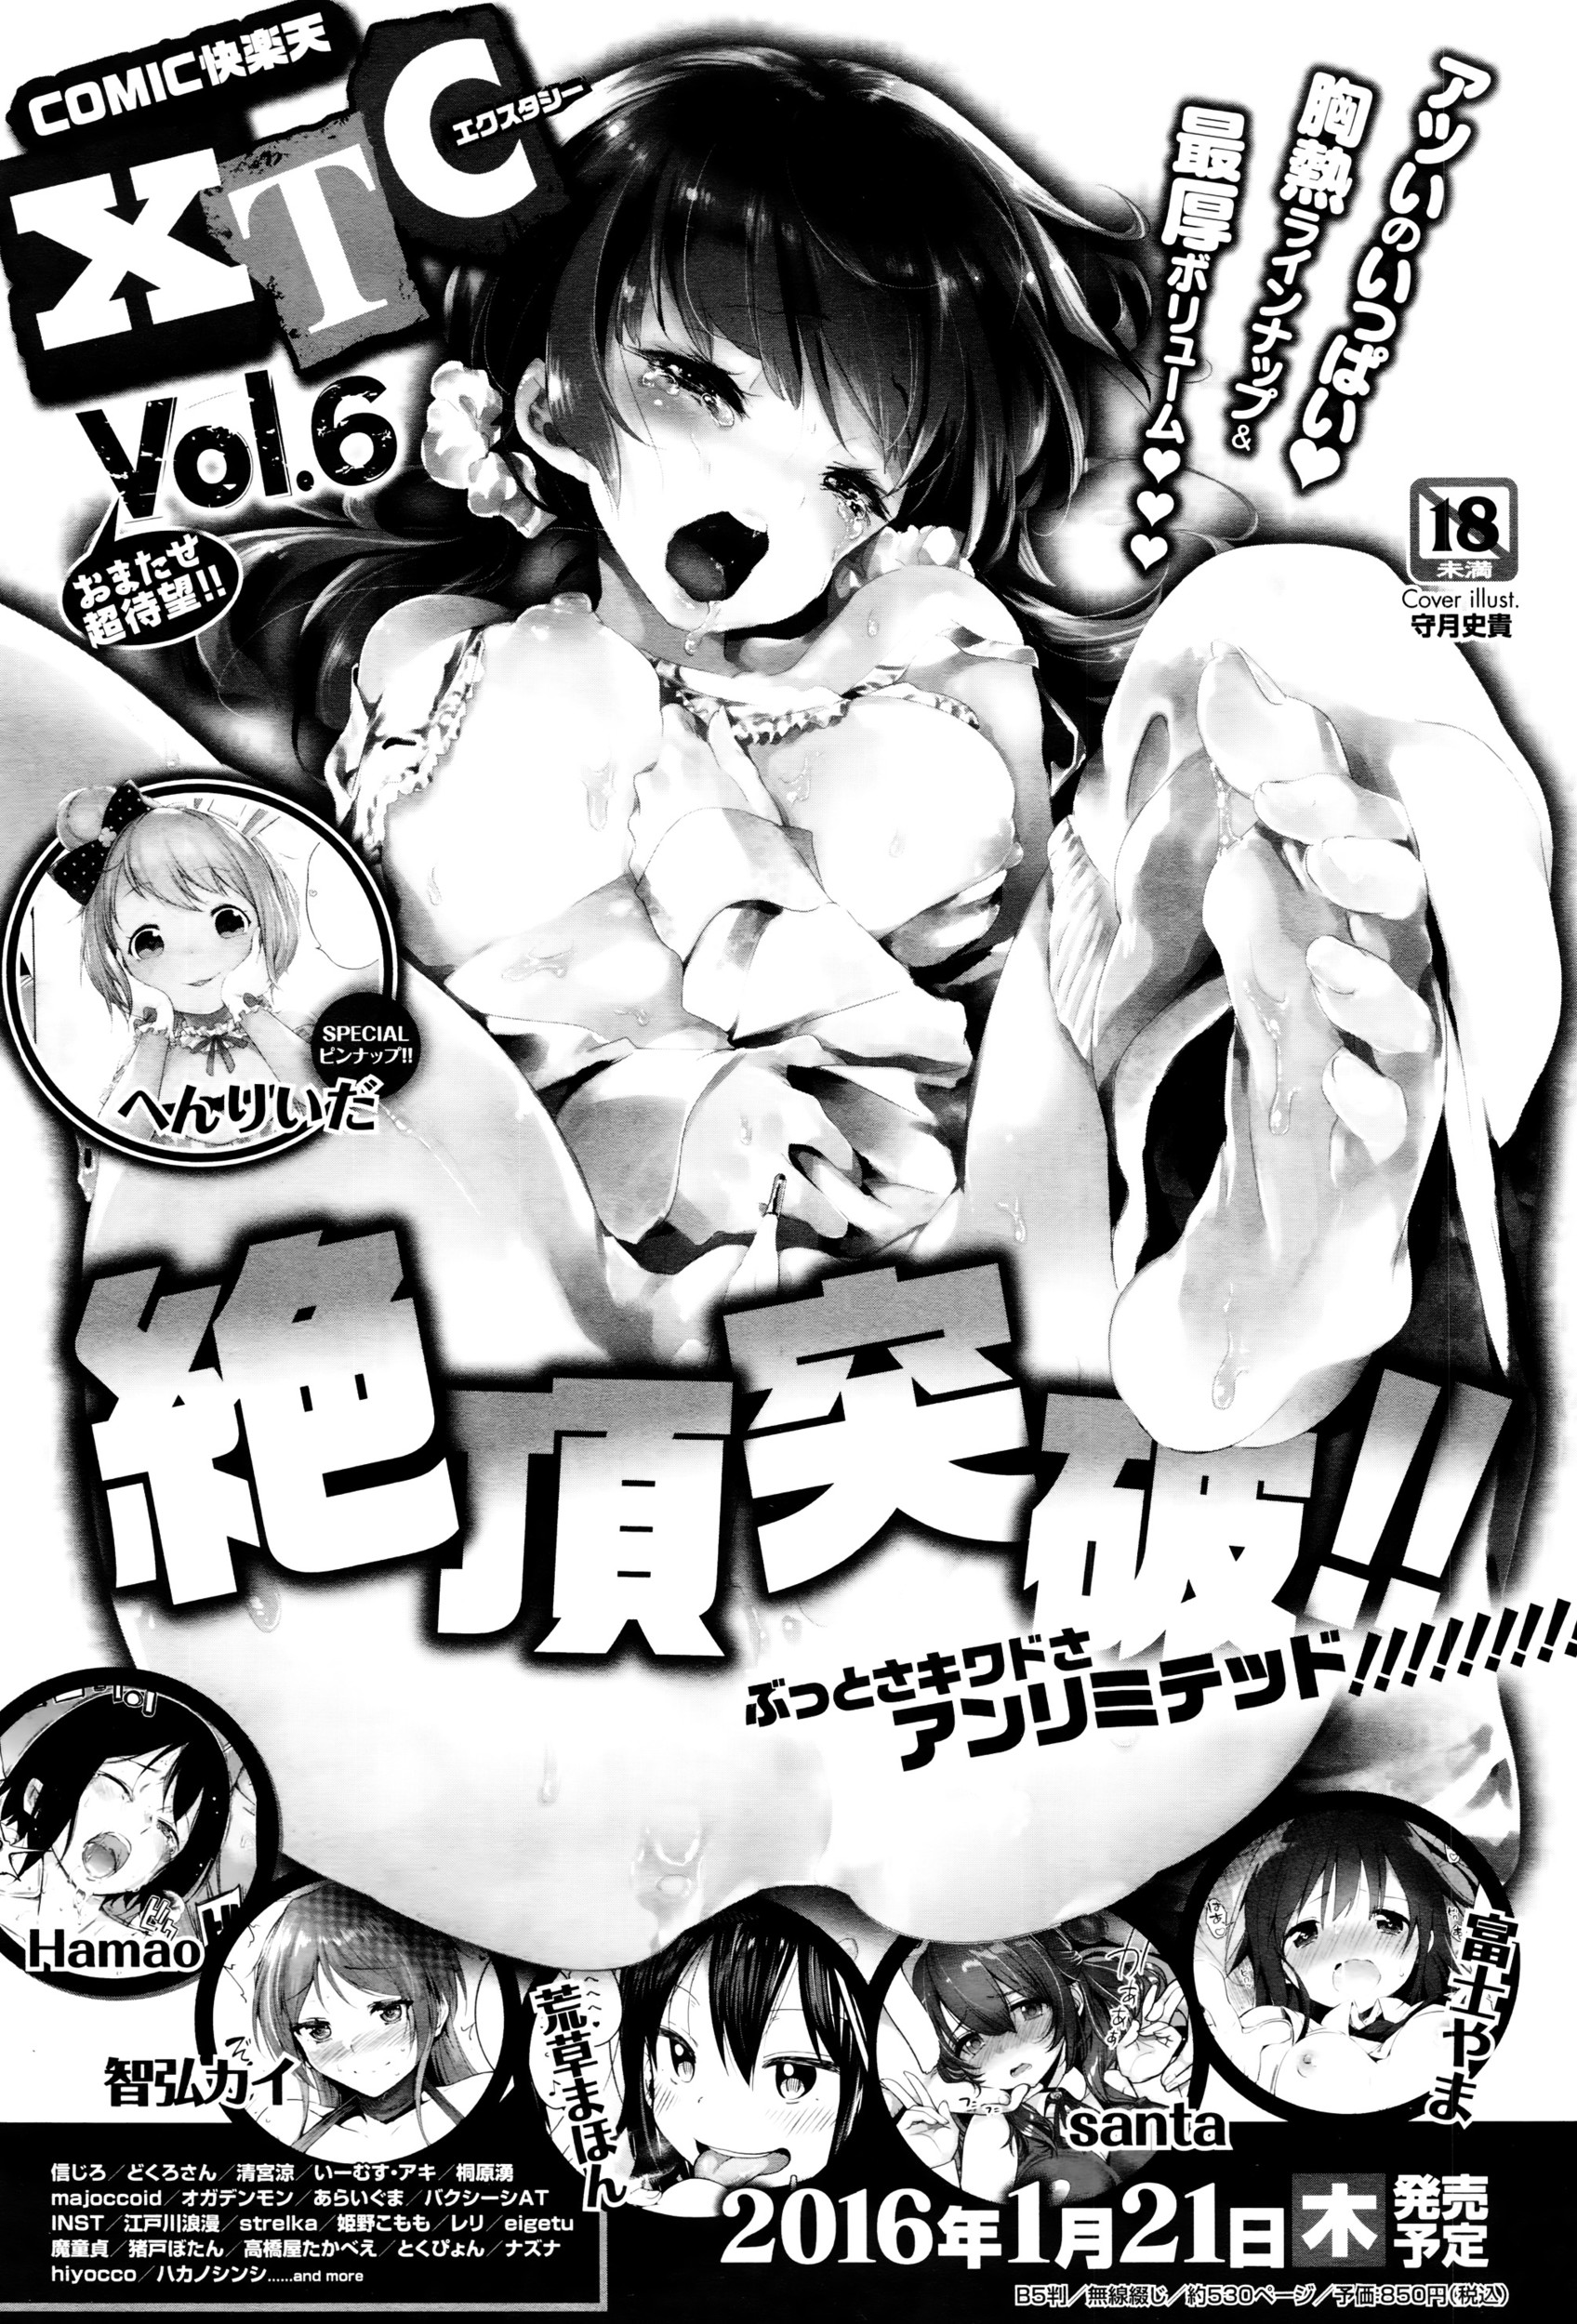 COMIC快楽天
XTC
エクスタシー
Vol.6
おまたせ
超待望!!
アツいのいっぱい♥
胸熱ラインナップ&
最厚ボリューム♥♥♥
18
未満
Cover illust.
守月史貴
SPECIAL
ピンナップ!!
へんりいだ
絶頂突破!!
ぶっとさキワドさ
アンリミテッド!!!!!!!!!
Hamao
智弘カイ
荒草まほん
santa
富士やま
信じろ／どくろさん／清宮涼／いーむす・アキ／桐原湧
majoccoid／オガデンモン／あらいぐま／バクシーシAT
INST／江戸川浪漫／strelka／姫野こもも／レリ／eigetu
魔童貞／猪戸ぼたん／高橋屋たかべえ／とくぴょん／ナズナ
hiyocco／ハカノシンシ……and more
2016年1月21日木発売予定
B5判／無線綴じ／約530ページ／予価:850円(税込)